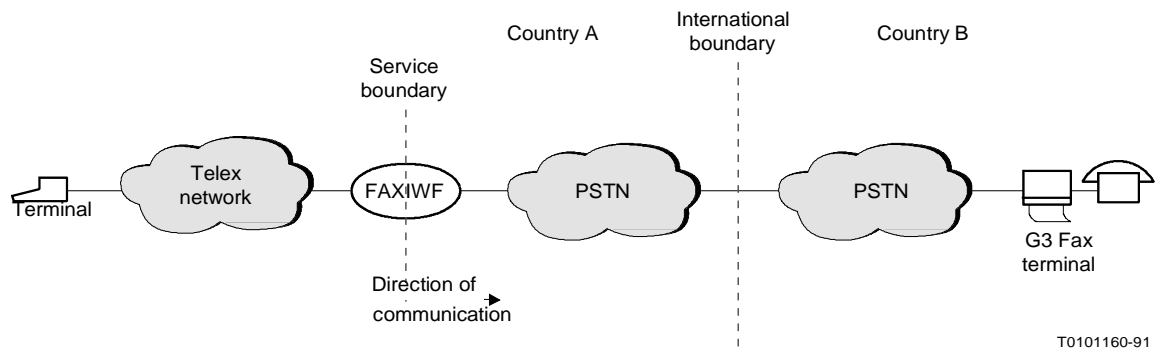 Country A
International
boundary
Country B
Service
boundary
Telex
network
FAXIWF
PSTN
PSTN
Terminal
G3 Fax
terminal
Direction of
communication
T0101160-91